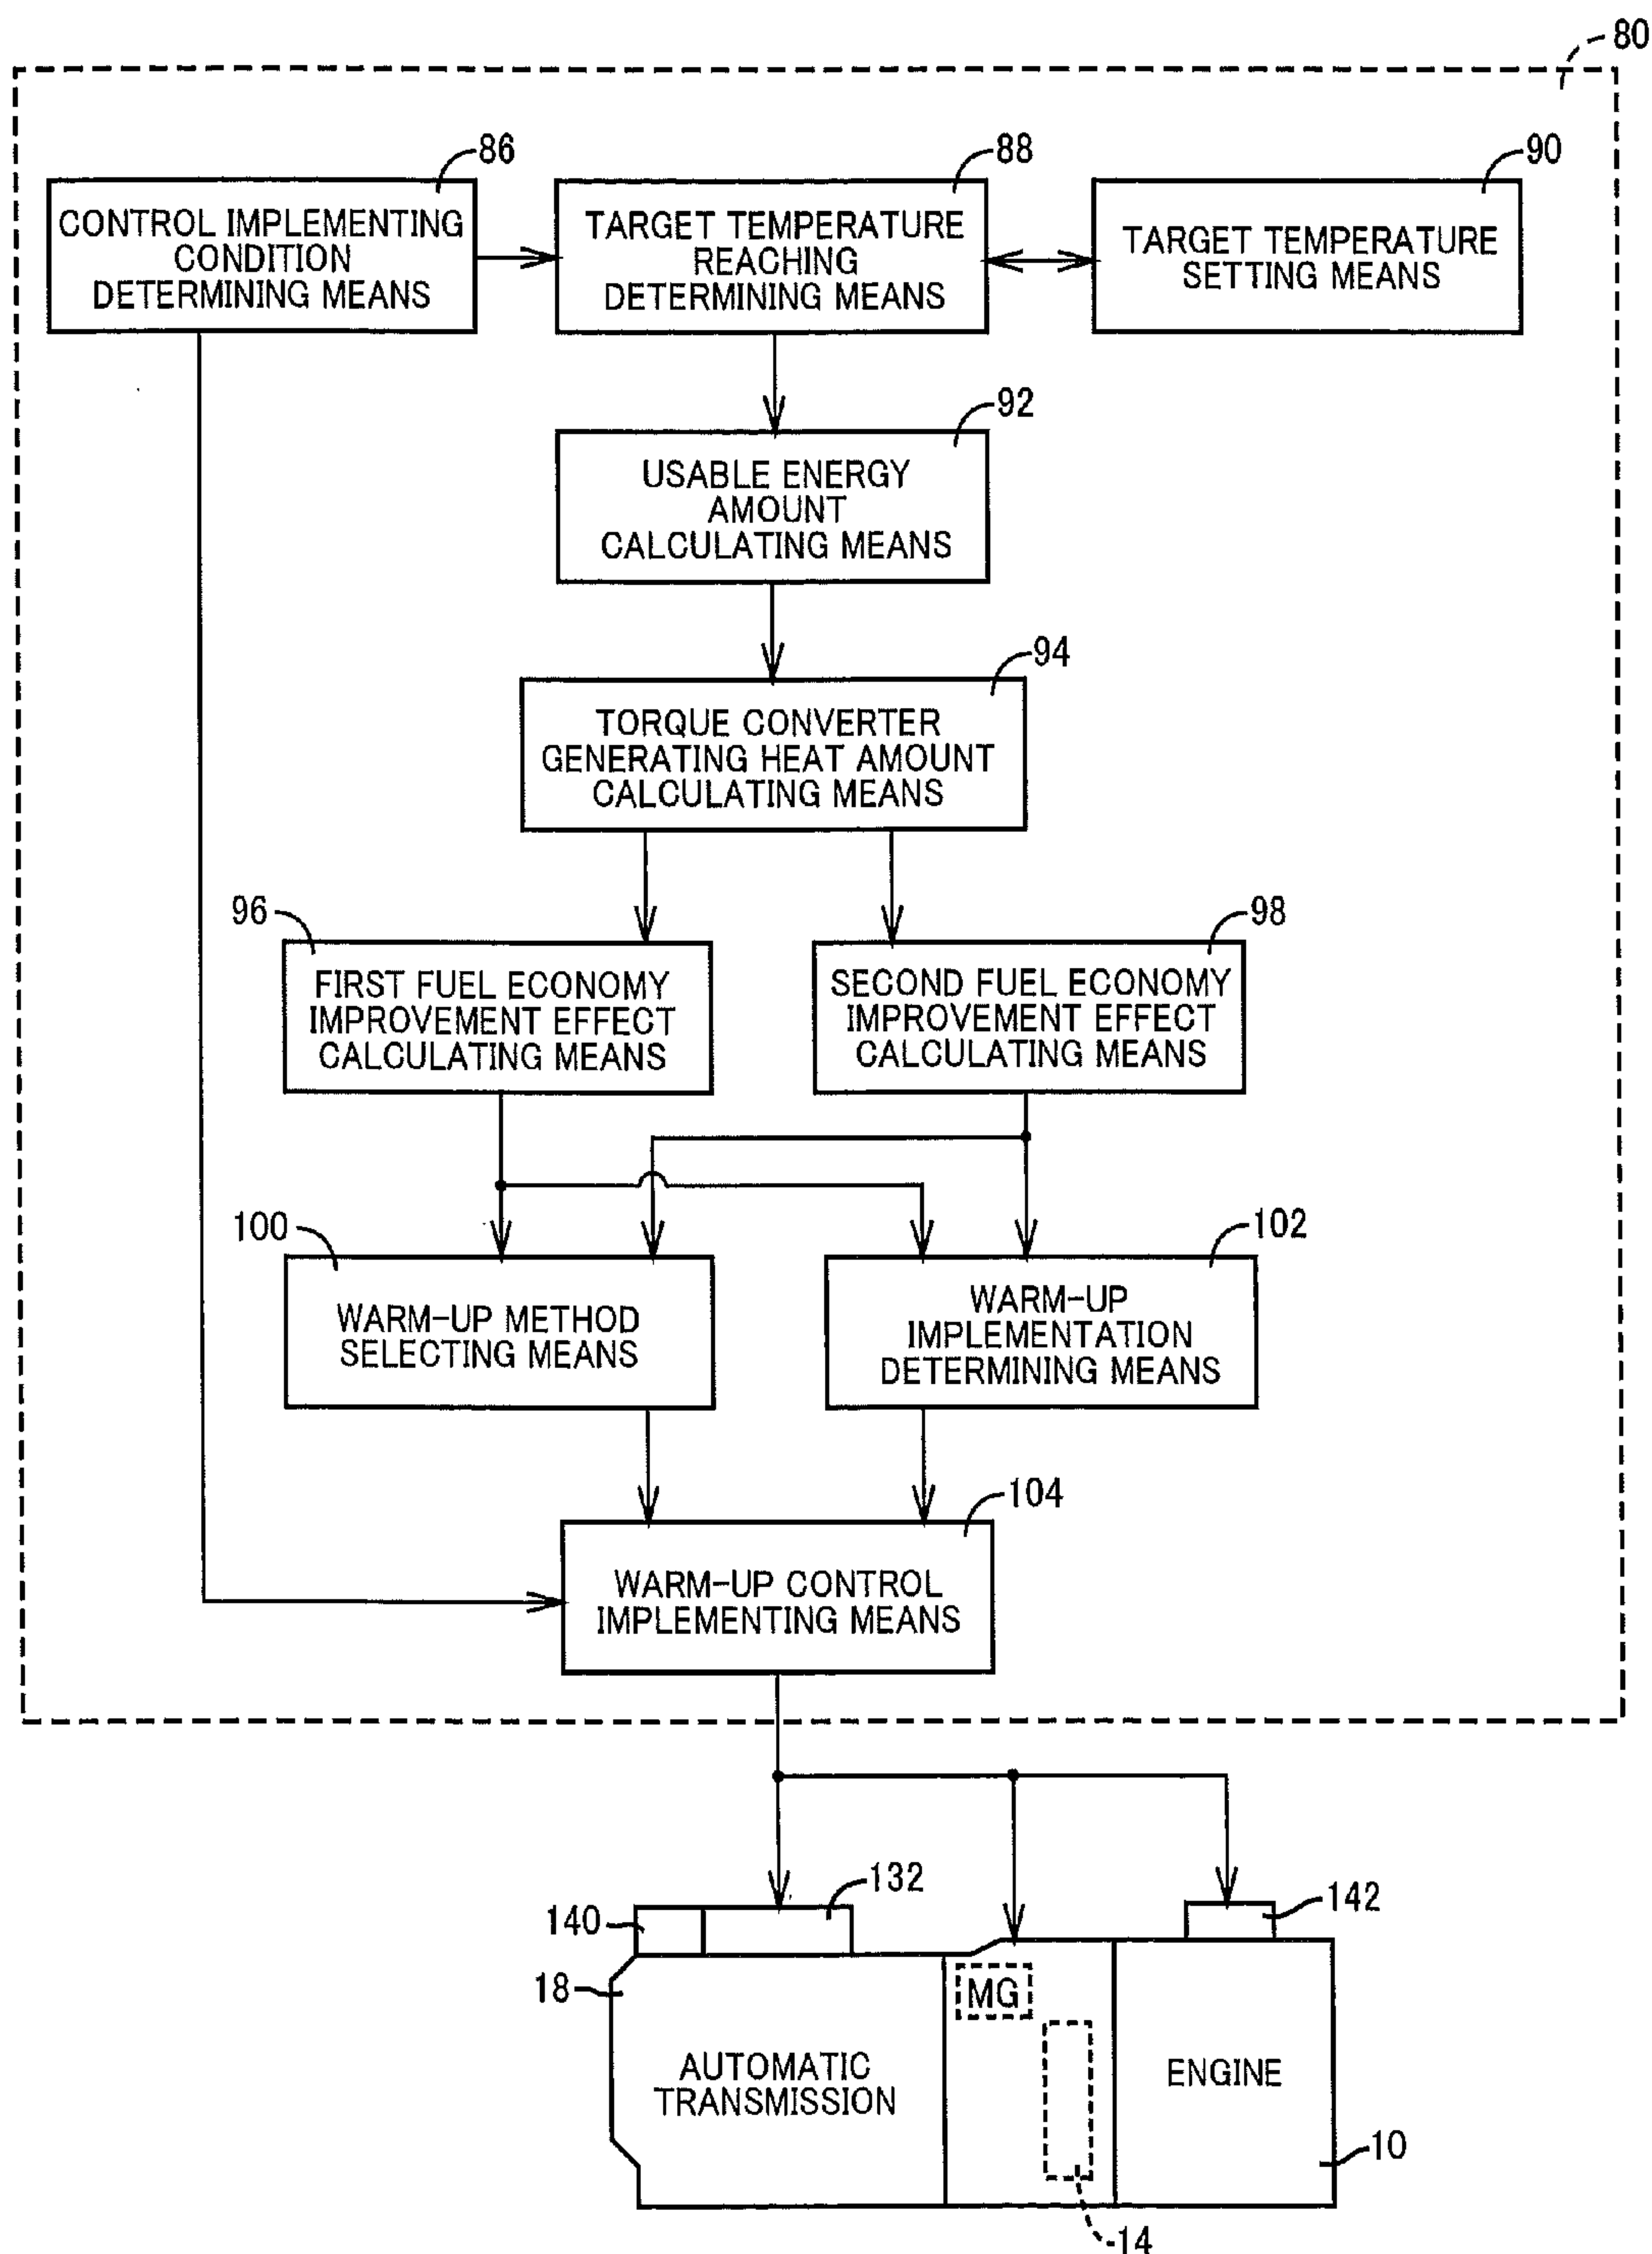 80
86
88
90
CONTROL IMPLEMENTING
CONDITION
DETERMINING MEANS
TARGET TEMPERATURE
REACHING
DETERMINING MEANS
TARGET TEMPERATURE
SETTING MEANS
92
USABLE ENERGY
AMOUNT
CALCULATING MEANS
94
TORQUE CONVERTER
GENERATING HEAT AMOUNT
CALCULATING MEANS
96
98
FIRST FUEL ECONOMY
IMPROVEMENT EFFECT
CALCULATING MEANS
SECOND FUEL ECONOMY
IMPROVEMENT EFFECT
CALCULATING MEANS
100
102
WARM-UP METHOD
SELECTING MEANS
WARM-UP
IMPLEMENTATION
DETERMINING MEANS
104
WARM-UP CONTROL
IMPLEMENTING MEANS
132
140
142
18
MG
AUTOMATIC
TRANSMISSION
ENGINE
10
14